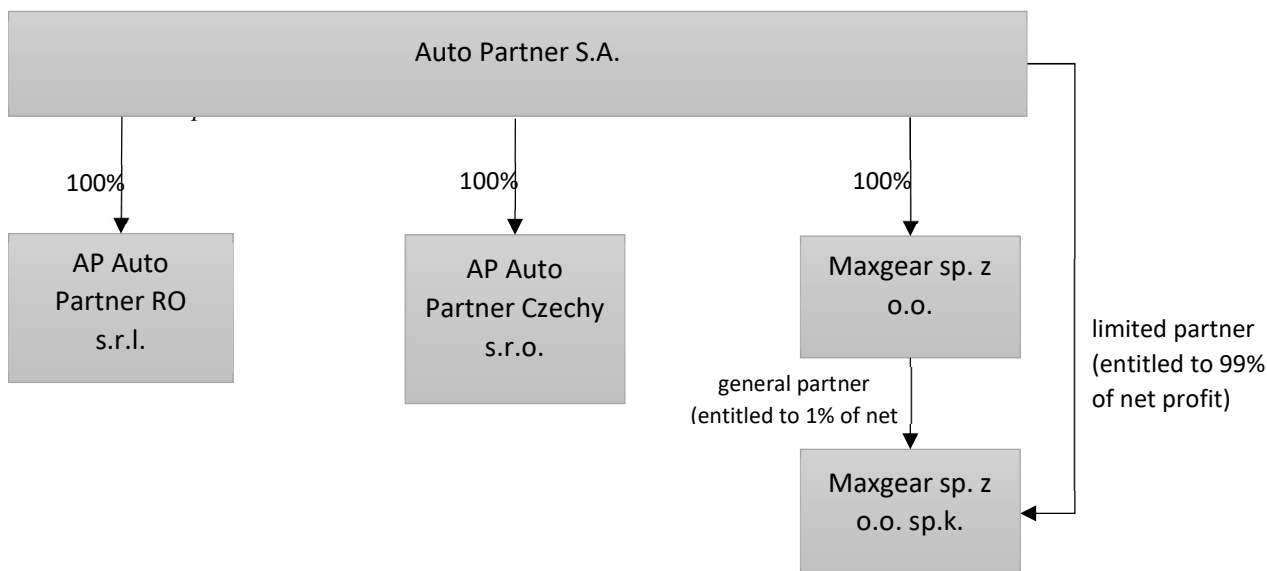 Auto Partner S.A.
100%
100%
100%
AP Auto
Partner RO
s.r.l.
AP Auto
Partner Czechy
s.r.o.
Maxgear sp. z
o.o.
limited partner
(entitled to 99%
of net profit)
general partner
(entitled to 1% of net
Maxgear sp. z
o.o. sp.k.